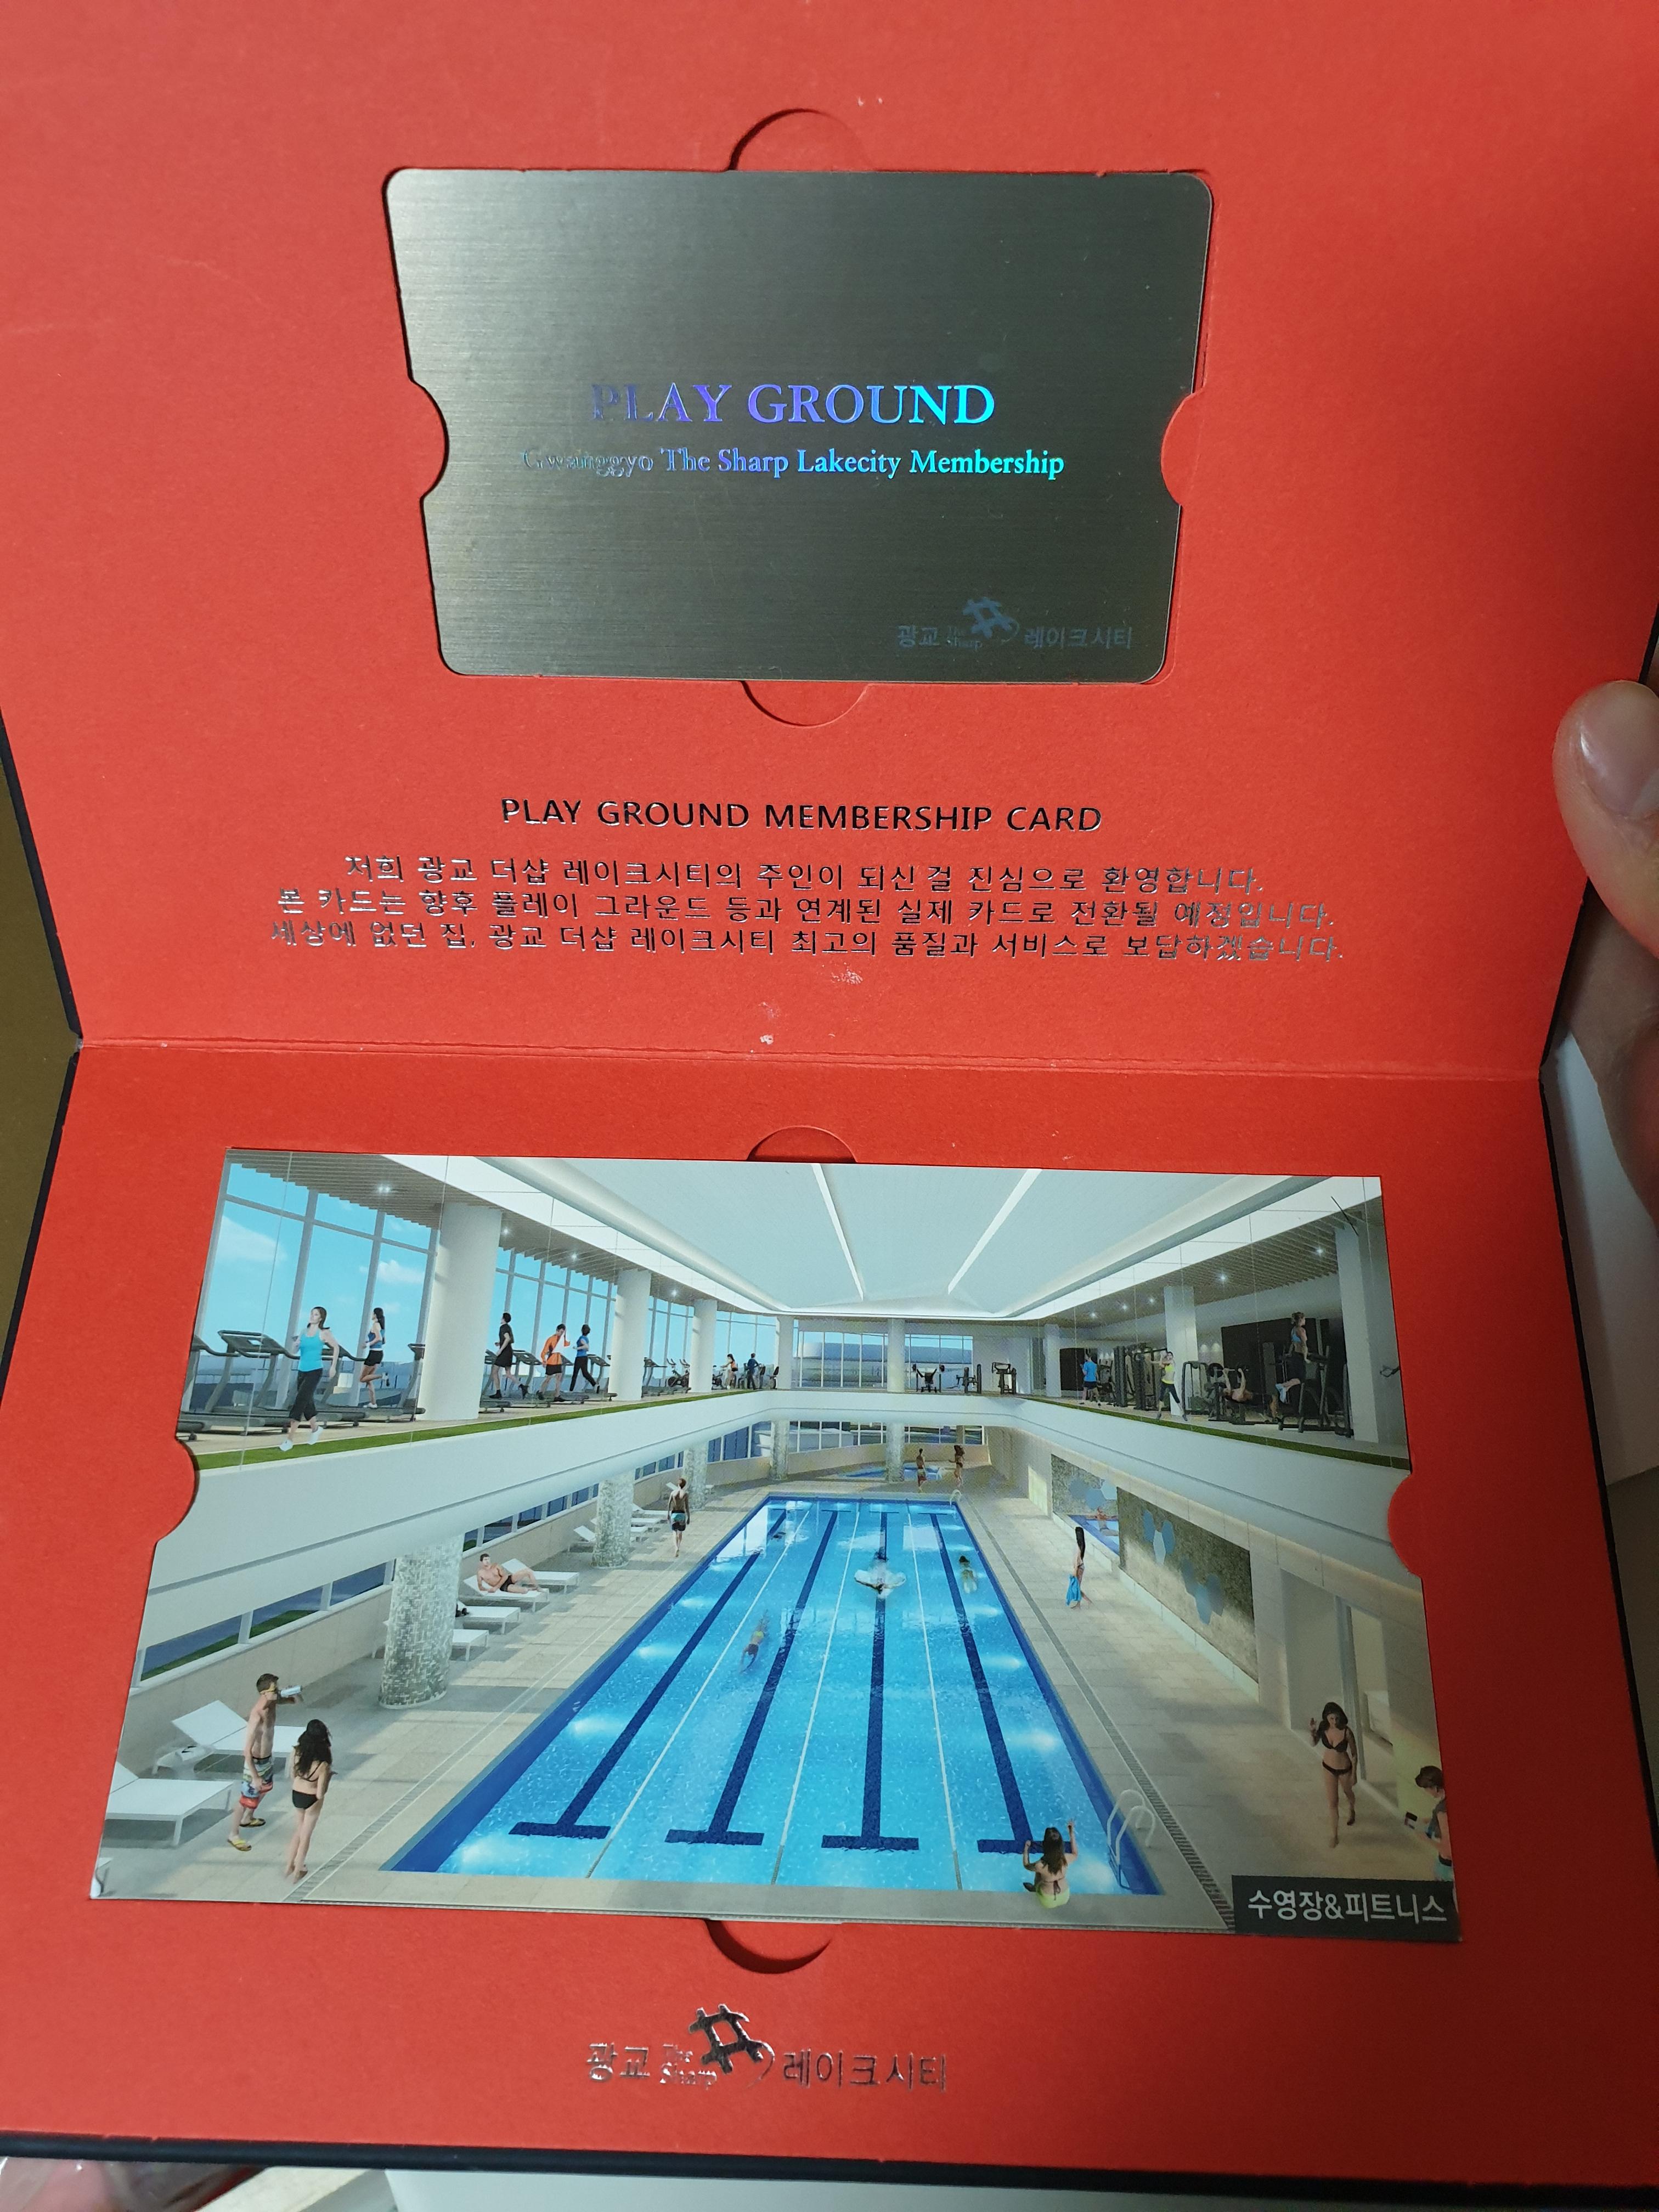 PLAY GROUND
Gwanggyo The Sharp Lakecity Membership
광교 The Sharp 레이크시티
PLAY GROUND MEMBERSHIP CARD
저희 광교 더샵 레이크시티의 주인이 되신 걸 진심으로 환영합니다.
본 카드는 향후 플레이 그라운드 등과 연계된 실제 카드로 전환될 예정입니다.
세상에 없던 집, 광교 더샵 레이크시티 최고의 품질과 서비스로 보답하겠습니다.
수영장&피트니스
광교 The Sharp 레이크시티